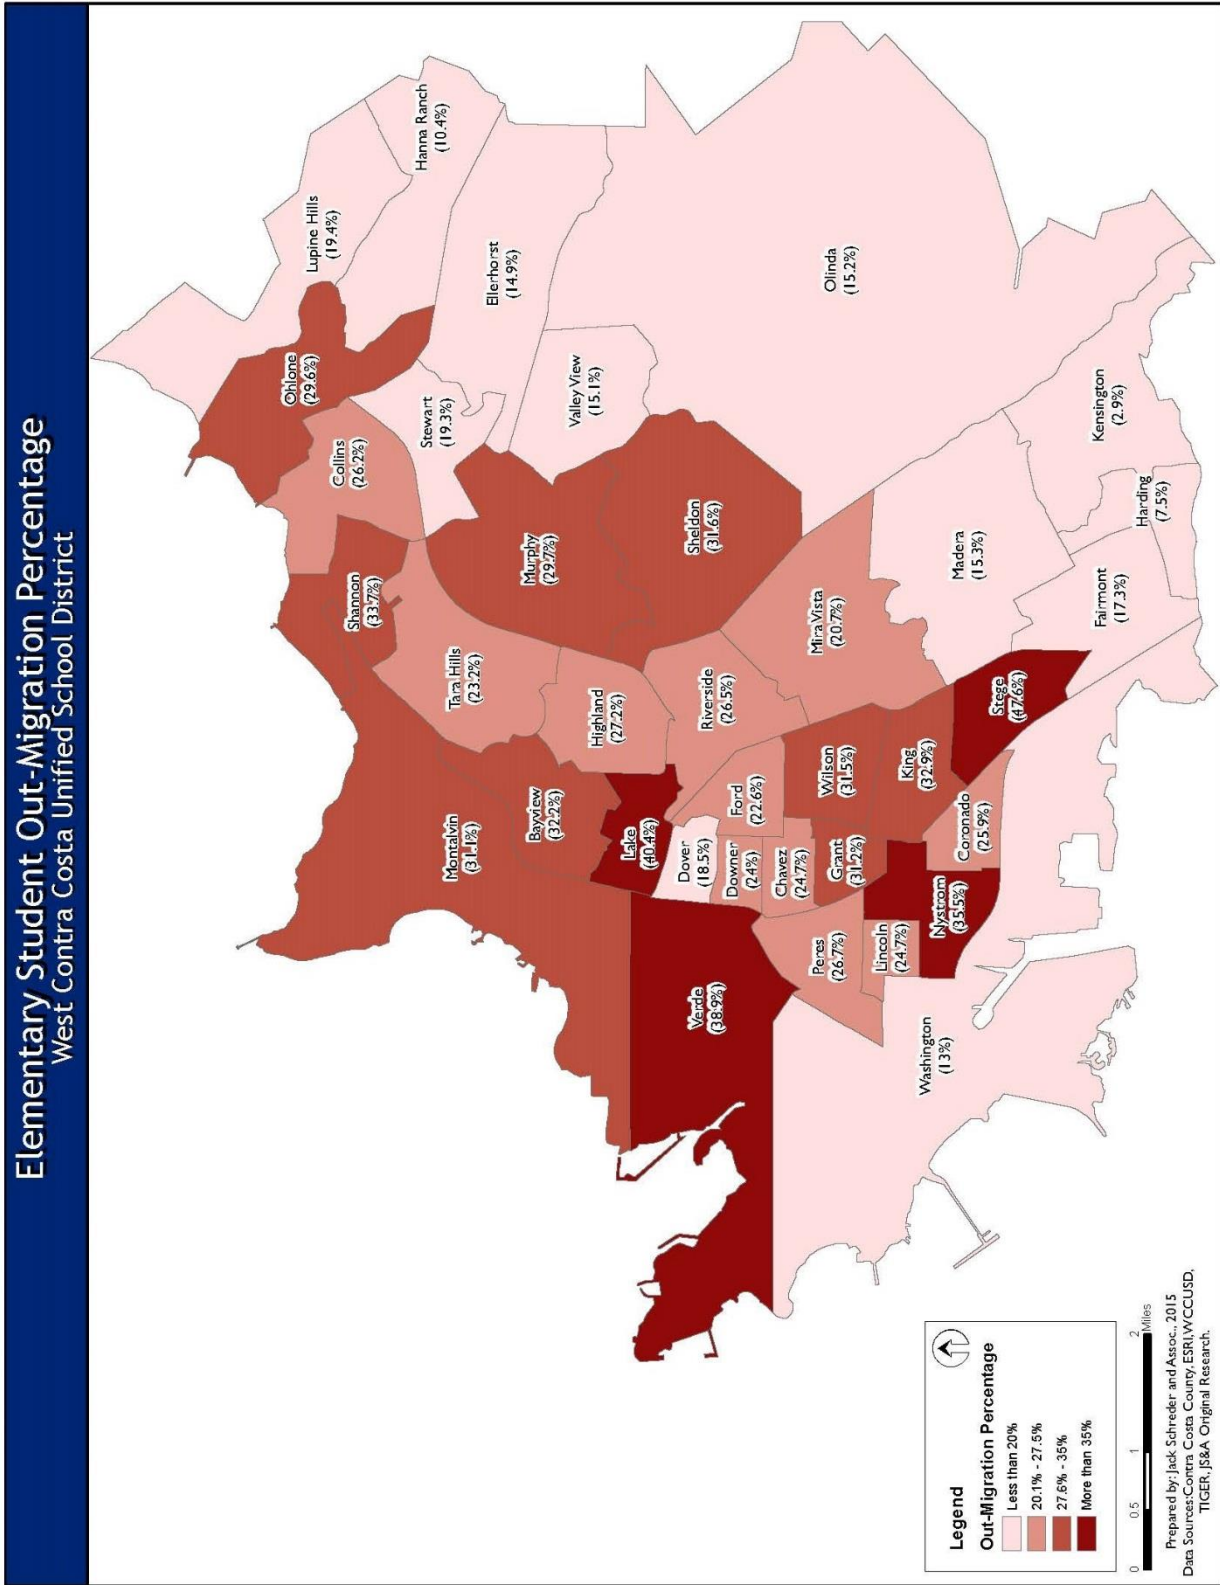 Elementary Student Out-Migration Percentage
West Contra Costa Unified School District
Lupine Hills
(19.4%)
Hanna Ranch
(10.4%)
Ohlone
(29.6%)
Collins
(26.2%)
Stewart
(19.3%)
Ellerhorst
(14.9%)
Shannon
(33.7%)
Valley View
(15.1%)
Olinda
(15.2%)
Murphy
(29.7%)
Tara Hills
(23.2%)
Montalvin
(31.1%)
Bayview
(32.2%)
Highland
(27.2%)
Sheldon
(31.6%)
Lake
(40.4%)
Riverside
(26.5%)
Mira Vista
(20.7%)
Dover
(18.5%)
Ford
(22.6%)
Downer
(24%)
Chavez
(24.7%)
Wilson
(31.5%)
Grant
(31.2%)
King
(32.9%)
Madera
(15.3%)
Kensington
(2.9%)
Harding
(7.5%)
Fairmont
(17.3%)
Stege
(47.6%)
Coronado
(25.9%)
Verde
(38.9%)
Peres
(26.7%)
Lincoln
(24.7%)
Nystrom
(35.5%)
Washington
(13%)
Legend
Out-Migration Percentage
Less than 20%
20.1% - 27.5%
27.6% - 35%
More than 35%
0 0.5 1 2
Miles
Prepared by: Jack Schreder and Assoc., 2015
Data Sources:Contra Costa County, ESRI, WCCUSD,
TIGER, JS&A Original Research.